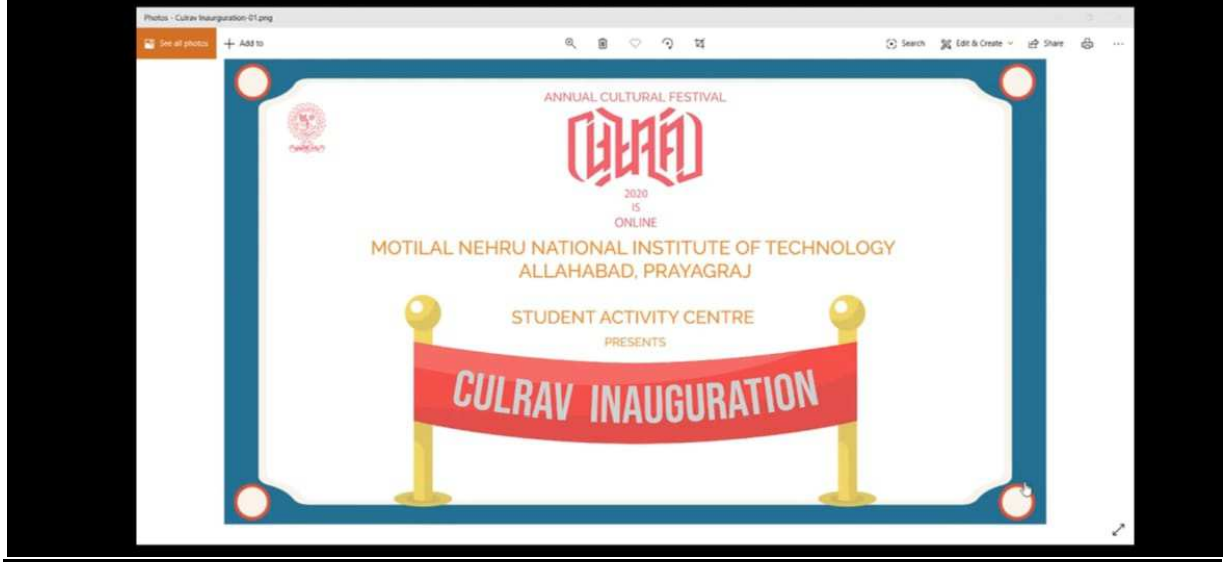 Photos - Culrav Inaurguration-01.png
See all photos
Add to
Search
Edit & Create
Share
ANNUAL CULTURAL FESTIVAL
2020
IS
ONLINE
MOTILAL NEHRU NATIONAL INSTITUTE OF TECHNOLOGY
ALLAHABAD, PRAYAGRAJ
STUDENT ACTIVITY CENTRE
PRESENTS
CULRAV INAUGURATION